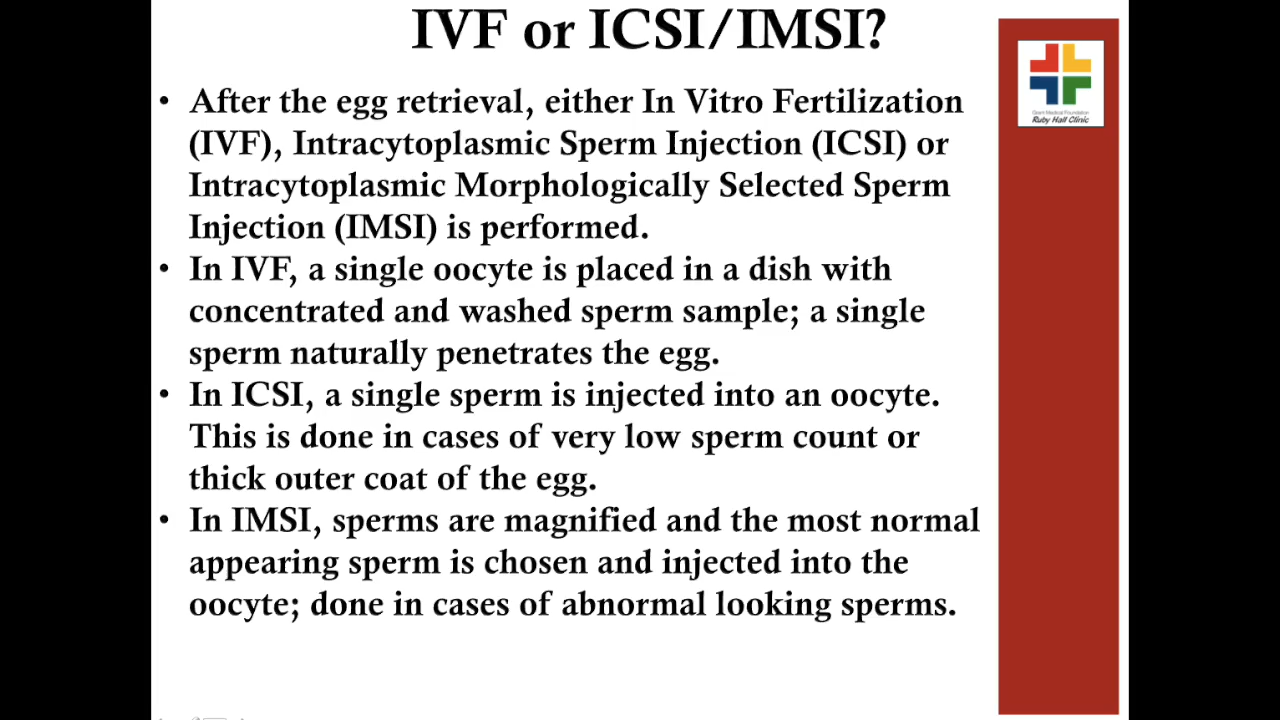 IVF or ICSI/IMSI?
• After the egg retrieval, either In Vitro Fertilization
(IVF), Intracytoplasmic Sperm Injection (ICSI) or
Intracytoplasmic Morphologically Selected Sperm
Injection (IMSI) is performed.
• In IVF, a single oocyte is placed in a dish with
concentrated and washed sperm sample; a single
sperm naturally penetrates the egg.
• In ICSI, a single sperm is injected into an oocyte.
This is done in cases of very low sperm count or
thick outer coat of the egg.
• In IMSI, sperms are magnified and the most normal
appearing sperm is chosen and injected into the
oocyte; done in cases of abnormal looking sperms.
Grant Medical Foundation
Ruby Hall Clinic